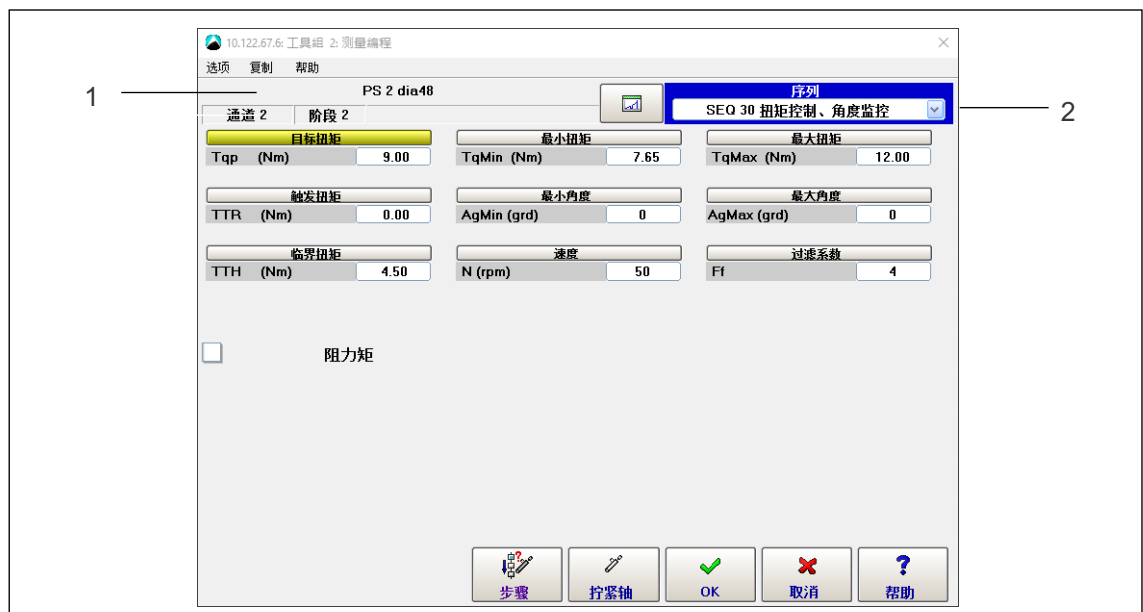 10.122.67.6: 工具组 2: 测量编程
选项 复制 帮助
1
PS 2 dia48
序列
通道 2 阶段 2
SEQ 30 扭矩控制、角度监控
2
目标扭矩 最小扭矩 最大扭矩
Tqp (Nm) 9.00 TqMin (Nm) 7.65 TqMax (Nm) 12.00
触发扭矩 最小角度 最大角度
TTR (Nm) 0.00 AgMin (grd) 0 AgMax (grd) 0
临界扭矩 速度 过滤系数
TTH (Nm) 4.50 N (rpm) 50 Ff 4
阻力矩
步骤 拧紧轴 OK 取消 帮助